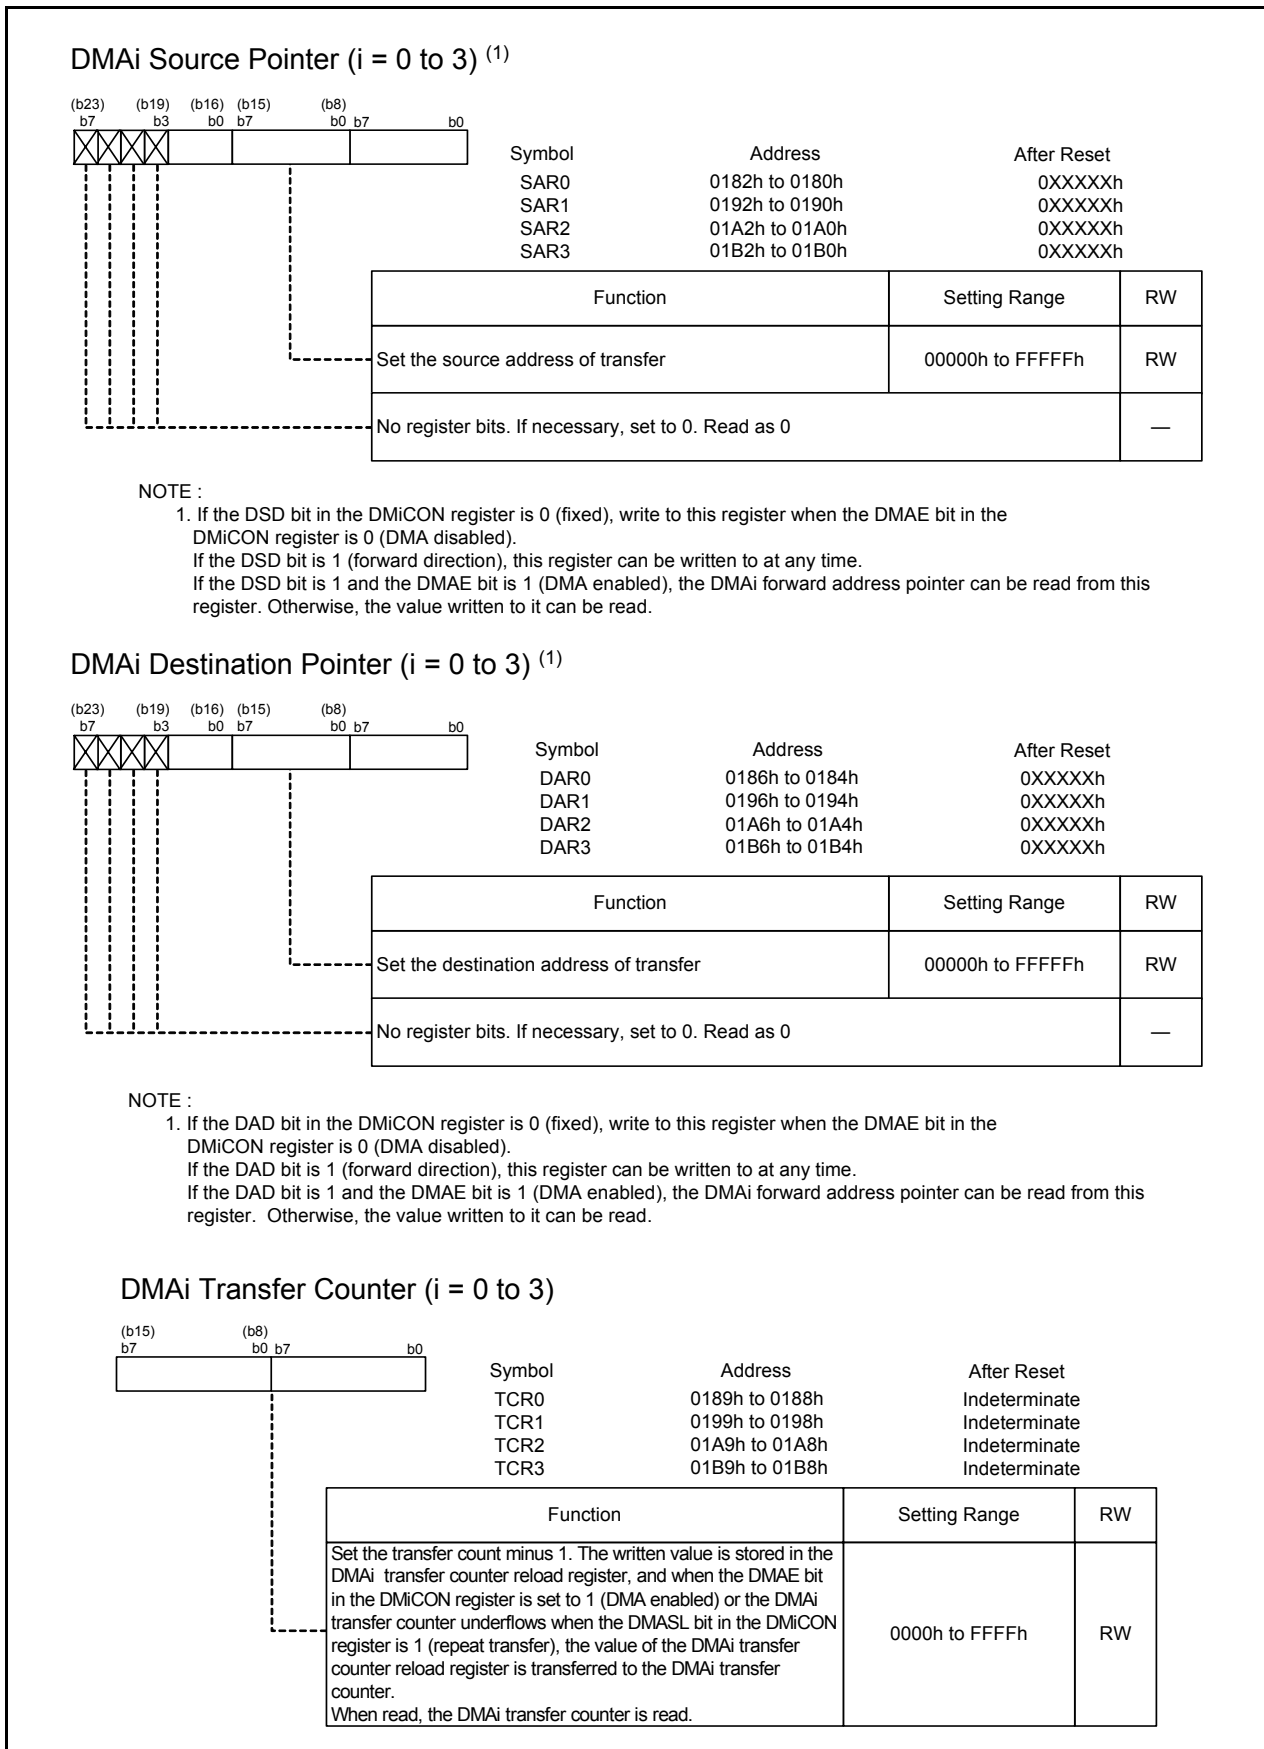 DMAi Source Pointer (i = 0 to 3) (1)
(b23) (b19) (b16) (b15) (b8)
b7 b3 b0 b7 b0 b7 b0
Symbol Address After Reset
SAR0 0182h to 0180h 0XXXXXh
SAR1 0192h to 0190h 0XXXXXh
SAR2 01A2h to 01A0h 0XXXXXh
SAR3 01B2h to 01B0h 0XXXXXh
Function Setting Range RW
Set the source address of transfer 00000h to FFFFFh RW
No register bits. If necessary, set to 0. Read as 0 —
NOTE :
1. If the DSD bit in the DMiCON register is 0 (fixed), write to this register when the DMAE bit in the
DMiCON register is 0 (DMA disabled).
If the DSD bit is 1 (forward direction), this register can be written to at any time.
If the DSD bit is 1 and the DMAE bit is 1 (DMA enabled), the DMAi forward address pointer can be read from this
register. Otherwise, the value written to it can be read.
DMAi Destination Pointer (i = 0 to 3) (1)
(b23) (b19) (b16) (b15) (b8)
b7 b3 b0 b7 b0 b7 b0
Symbol Address After Reset
DAR0 0186h to 0184h 0XXXXXh
DAR1 0196h to 0194h 0XXXXXh
DAR2 01A6h to 01A4h 0XXXXXh
DAR3 01B6h to 01B4h 0XXXXXh
Function Setting Range RW
Set the destination address of transfer 00000h to FFFFFh RW
No register bits. If necessary, set to 0. Read as 0 —
NOTE :
1. If the DAD bit in the DMiCON register is 0 (fixed), write to this register when the DMAE bit in the
DMiCON register is 0 (DMA disabled).
If the DAD bit is 1 (forward direction), this register can be written to at any time.
If the DAD bit is 1 and the DMAE bit is 1 (DMA enabled), the DMAi forward address pointer can be read from this
register. Otherwise, the value written to it can be read.
DMAi Transfer Counter (i = 0 to 3)
(b15) (b8)
b7 b0 b7 b0
Symbol Address After Reset
TCR0 0189h to 0188h Indeterminate
TCR1 0199h to 0198h Indeterminate
TCR2 01A9h to 01A8h Indeterminate
TCR3 01B9h to 01B8h Indeterminate
Function Setting Range RW
Set the transfer count minus 1. The written value is stored in the
DMAi transfer counter reload register, and when the DMAE bit
in the DMiCON register is set to 1 (DMA enabled) or the DMAi
transfer counter underflows when the DMASL bit in the DMiCON
register is 1 (repeat transfer), the value of the DMAi transfer
counter reload register is transferred to the DMAi transfer
counter.
When read, the DMAi transfer counter is read.
0000h to FFFFh RW